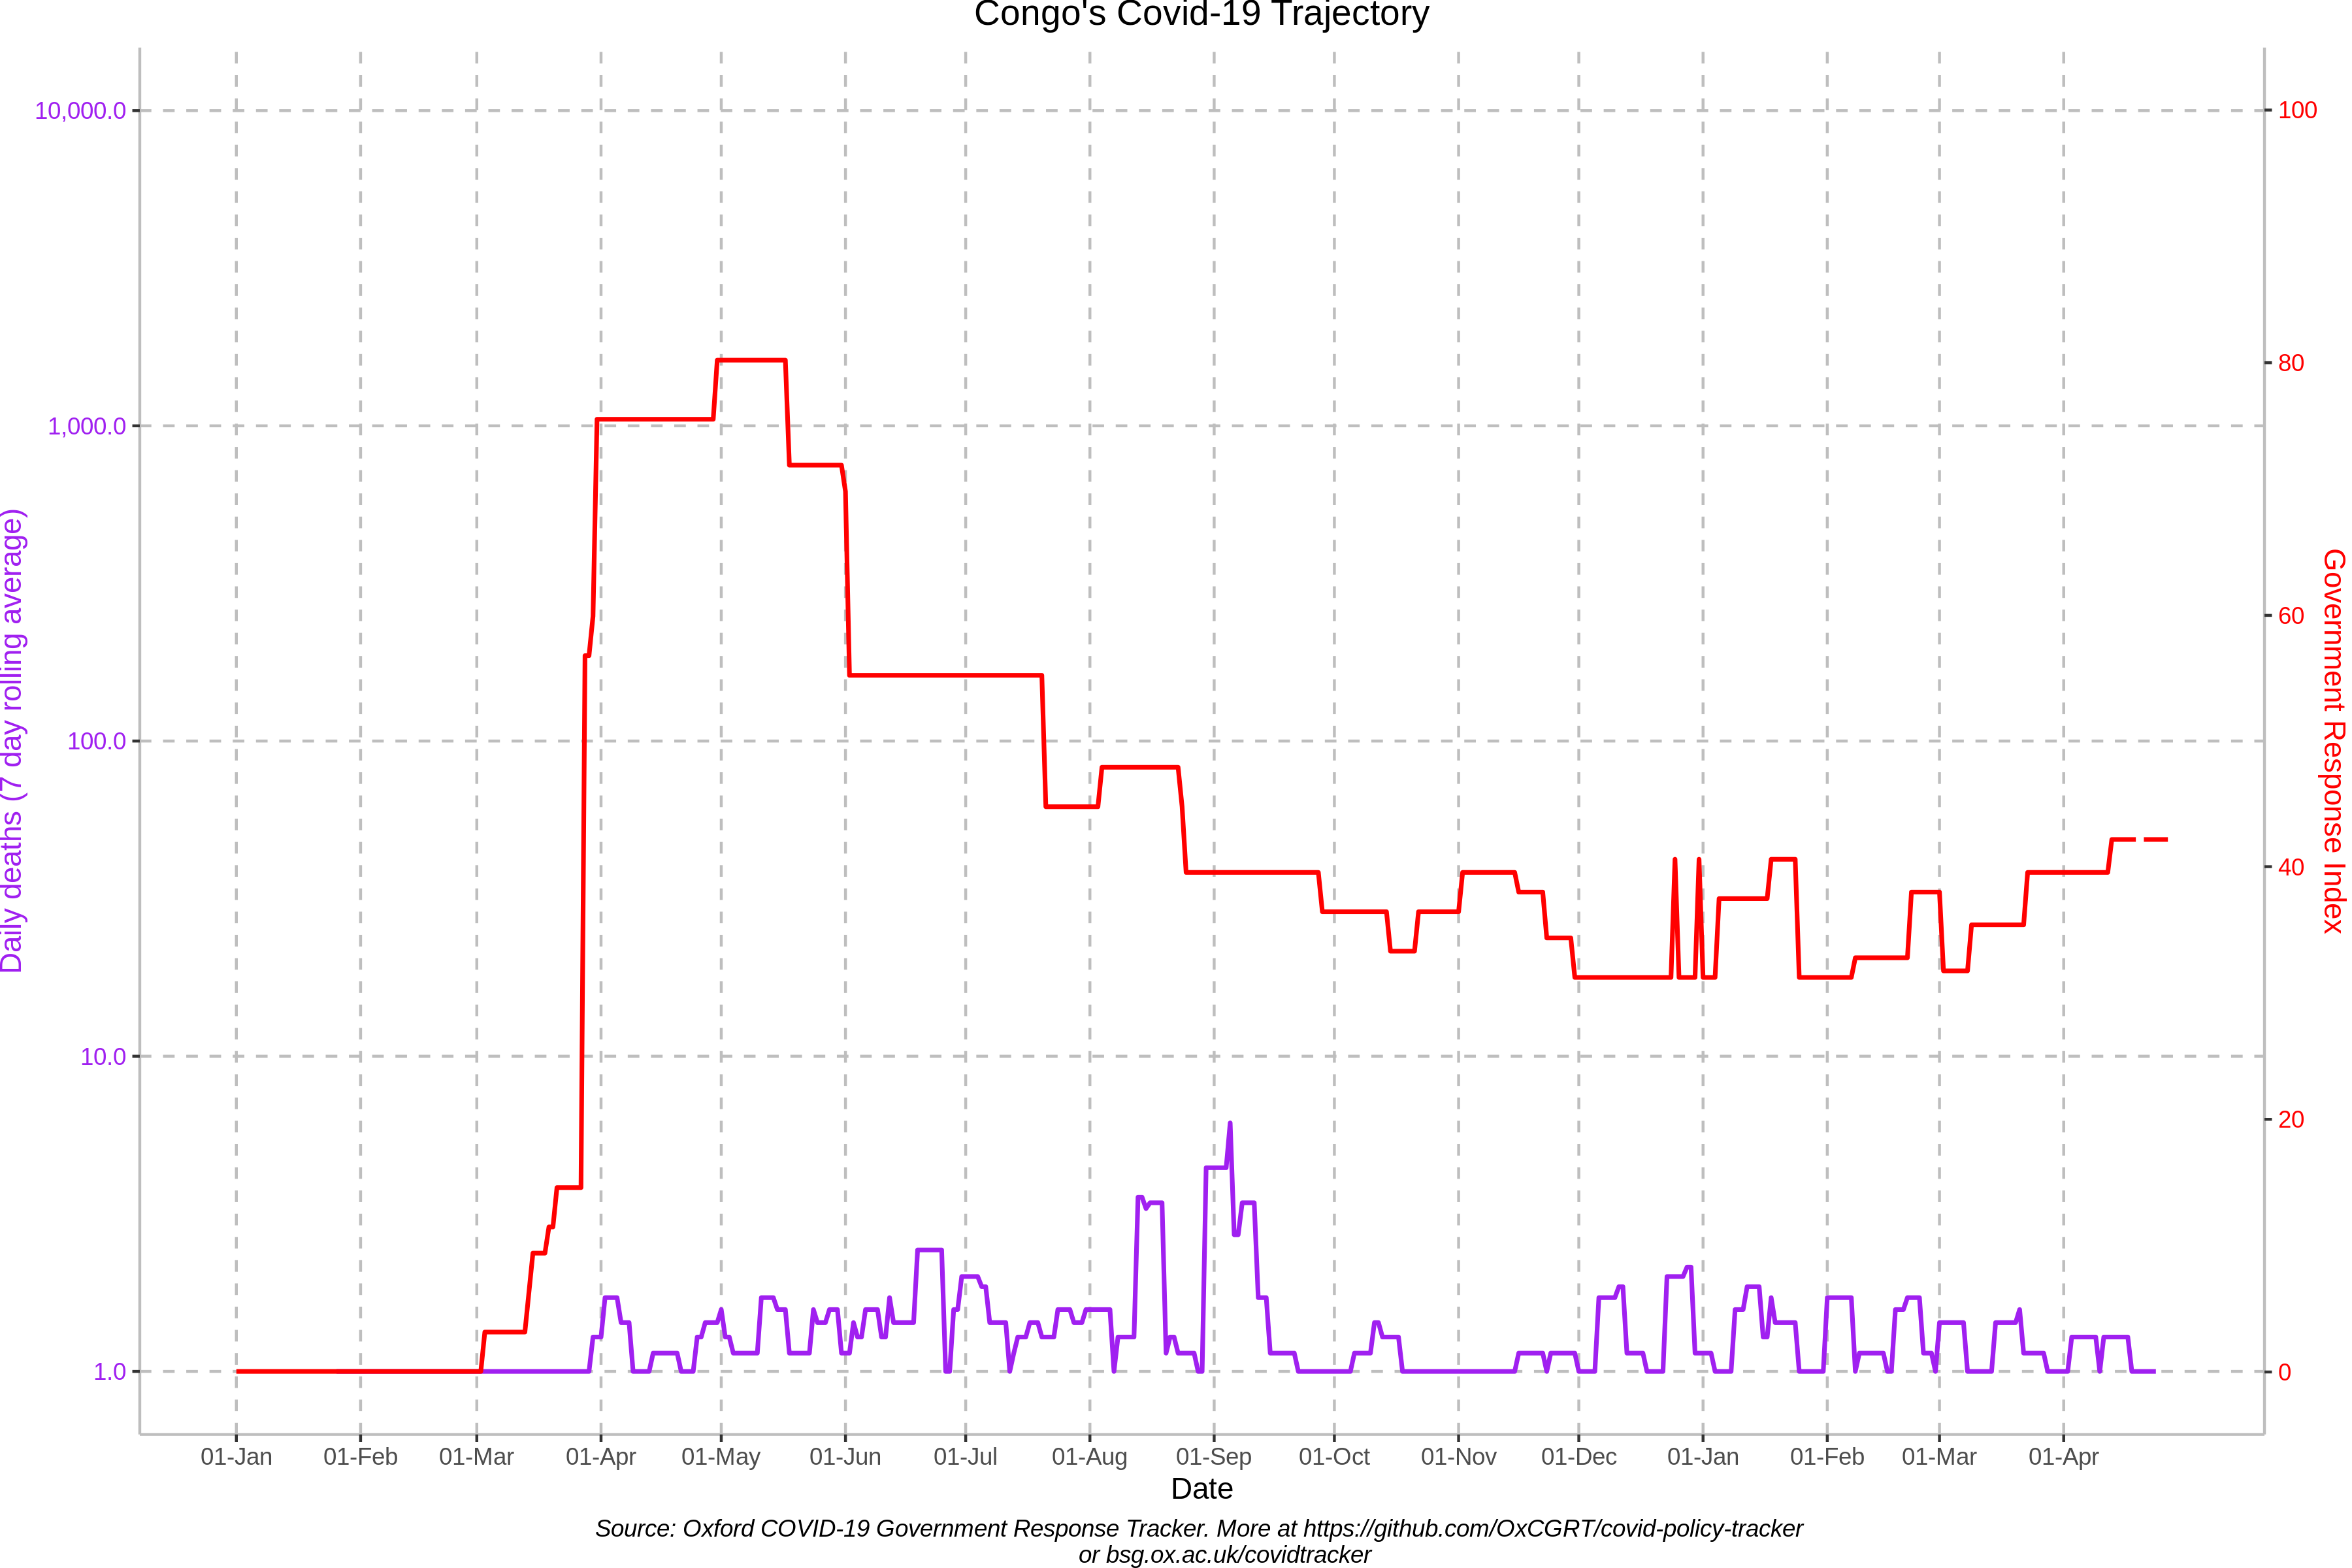 Congo's Covid-19 Trajectory
10,000.0
1,000.0
100.0
10.0
1.0
Daily deaths (7 day rolling average)
100
80
60
40
20
0
Government Response Index
01-Jan 01-Feb 01-Mar 01-Apr 01-May 01-Jun 01-Jul 01-Aug 01-Sep 01-Oct 01-Nov 01-Dec 01-Jan 01-Feb 01-Mar 01-Apr
Date
Source: Oxford COVID-19 Government Response Tracker. More at https://github.com/OxCGRT/covid-policy-tracker
or bsg.ox.ac.uk/covidtracker